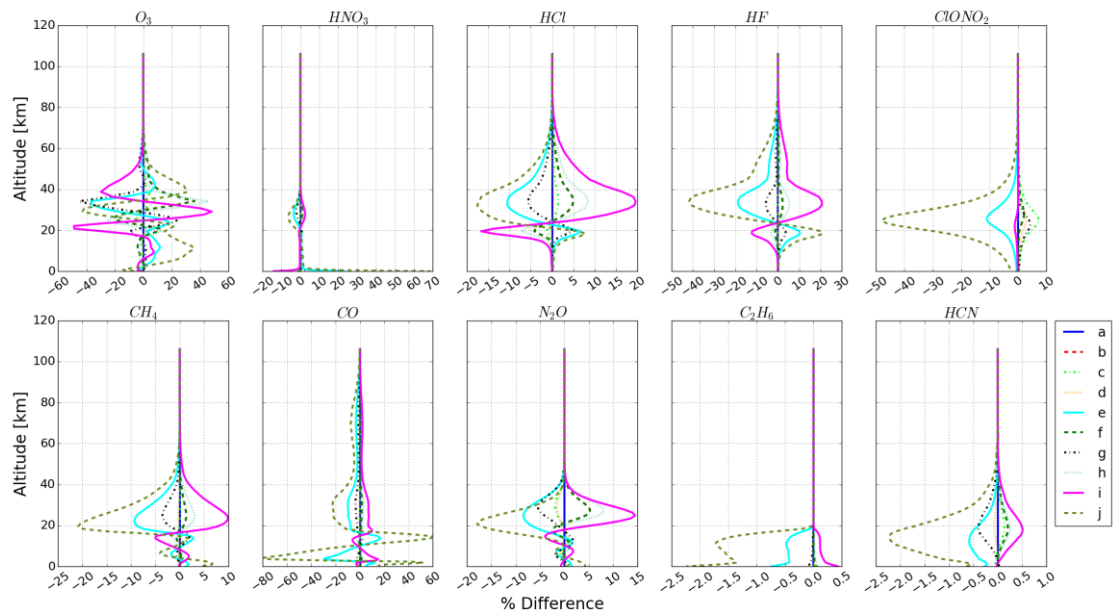 O₃ HNO₃ HCl HF ClONO₂
120
100
80
60
40
20
0
Altitude [km]
−60 −40 −20 0 20 40 60
−20 −10 0 10 20 30 40 50 60 70
−20 −15 −10 −5 0 5 10 15 20
−50 −40 −30 −20 −10 0 10 20 30
−50 −40 −30 −20 −10 0 10
CH₄ CO N₂O C₂H₆ HCN
120
100
80
60
40
20
0
Altitude [km]
−25 −20 −15 −10 −5 0 5 10
−80 −60 −40 −20 0 20 40 60
−20 −15 −10 −5 0 5 10 15
−2.5 −2.0 −1.5 −1.0 −0.5 0.0 0.5
−2.5 −2.0 −1.5 −1.0 −0.5 0.0 0.5 1.0
% Difference
a
b
c
d
e
f
g
h
i
j